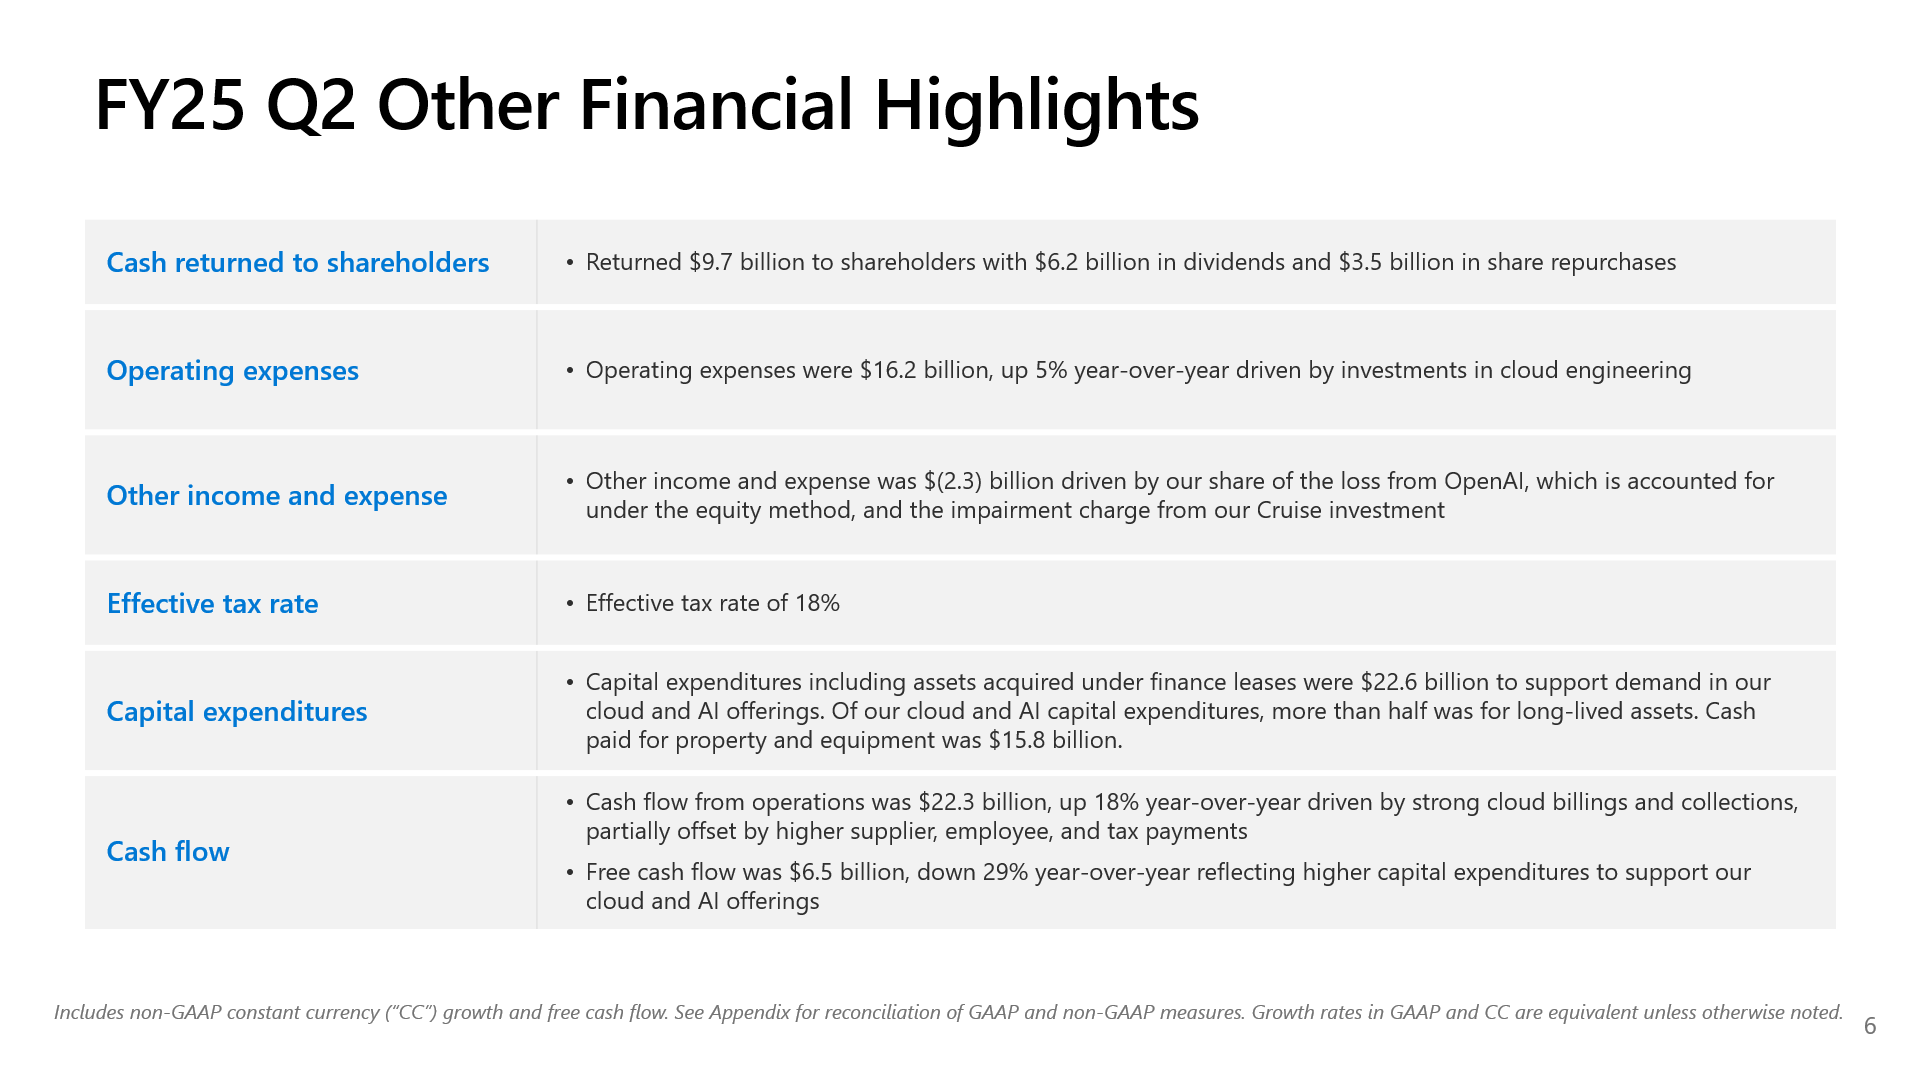 FY25 Q2 Other Financial Highlights
Cash returned to shareholders
• Returned $9.7 billion to shareholders with $6.2 billion in dividends and $3.5 billion in share repurchases
Operating expenses
• Operating expenses were $16.2 billion, up 5% year-over-year driven by investments in cloud engineering
Other income and expense
• Other income and expense was $(2.3) billion driven by our share of the loss from OpenAI, which is accounted for
under the equity method, and the impairment charge from our Cruise investment
Effective tax rate
• Effective tax rate of 18%
Capital expenditures
• Capital expenditures including assets acquired under finance leases were $22.6 billion to support demand in our
cloud and AI offerings. Of our cloud and AI capital expenditures, more than half was for long-lived assets. Cash
paid for property and equipment was $15.8 billion.
Cash flow
• Cash flow from operations was $22.3 billion, up 18% year-over-year driven by strong cloud billings and collections,
partially offset by higher supplier, employee, and tax payments
• Free cash flow was $6.5 billion, down 29% year-over-year reflecting higher capital expenditures to support our
cloud and AI offerings
Includes non-GAAP constant currency (“CC”) growth and free cash flow. See Appendix for reconciliation of GAAP and non-GAAP measures. Growth rates in GAAP and CC are equivalent unless otherwise noted.
6